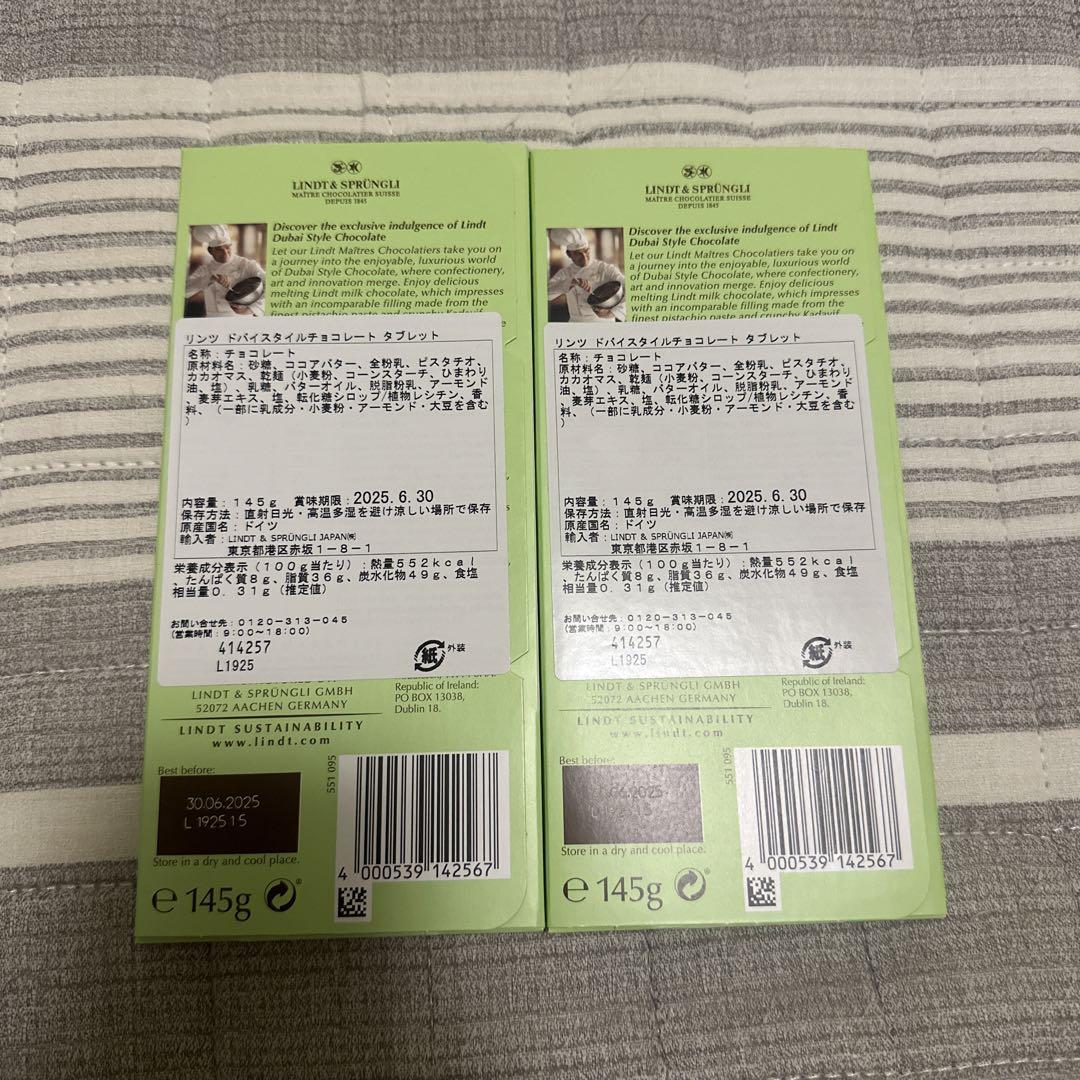 LINDT & SPRÜNGLI
MAÎTRE CHOCOLATIER SUISSE
DEPUIS 1845
Discover the exclusive indulgence of Lindt
Dubai Style Chocolate
Let our Lindt Maîtres Chocolatiers take you on
a journey into the enjoyable, luxurious world
of Dubai Style Chocolate, where confectionery,
art and innovation merge. Enjoy delicious
melting Lindt milk chocolate, which impresses
with an incomparable filling made from the
finest pistachio paste and crunchy Kadayif
リンツ ドバイスタイルチョコレート タブレット
名称:チョコレート
原材料名:砂糖、ココアバター、全粉乳、ピスタチオ、
カカオマス、乾麺(小麦粉、コーンスターチ、ひまわり
油、塩)、乳糖、バターオイル、脱脂粉乳、アーモンド
、麦芽エキス、塩、転化糖シロップ/植物レシチン、香
料、(一部に乳成分・小麦粉・アーモンド・大豆を含む
)
内容量:145g 賞味期限:2025.6.30
保存方法:直射日光・高温多湿を避け涼しい場所で保存
原産国名:ドイツ
輸入者:LINDT & SPRÜNGLI JAPAN㈱
東京都港区赤坂1-8-1
栄養成分表示(100g当たり):熱量552kcal
、たんぱく質8g、脂質36g、炭水化物49g、食塩
相当量0.31g(推定値)
お問い合せ先:0120-313-045
(営業時間:9:00~18:00)
414257
L1925
紙 外装
LINDT & SPRÜNGLI GMBH
52072 AACHEN GERMANY
LINDT SUSTAINABILITY
www.lindt.com
Best before:
30.06.2025
L 1925 15
Store in a dry and cool place.
551 095
4 000539 142567
e 145g
LINDT & SPRÜNGLI
MAÎTRE CHOCOLATIER SUISSE
DEPUIS 1845
Discover the exclusive indulgence of Lindt
Dubai Style Chocolate
Let our Lindt Maîtres Chocolatiers take you on
a journey into the enjoyable, luxurious world
of Dubai Style Chocolate, where confectionery,
art and innovation merge. Enjoy delicious
melting Lindt milk chocolate, which impresses
with an incomparable filling made from the
finest pistachio paste and crunchy Kadayif
リンツ ドバイスタイルチョコレート タブレット
名称:チョコレート
原材料名:砂糖、ココアバター、全粉乳、ピスタチオ、
カカオマス、乾麺(小麦粉、コーンスターチ、ひまわり
油、塩)、乳糖、バターオイル、脱脂粉乳、アーモンド
、麦芽エキス、塩、転化糖シロップ/植物レシチン、香
料、(一部に乳成分・小麦粉・アーモンド・大豆を含む
)
内容量:145g 賞味期限:2025.6.30
保存方法:直射日光・高温多湿を避け涼しい場所で保存
原産国名:ドイツ
輸入者:LINDT & SPRÜNGLI JAPAN㈱
東京都港区赤坂1-8-1
栄養成分表示(100g当たり):熱量552kcal
、たんぱく質8g、脂質36g、炭水化物49g、食塩
相当量0.31g(推定値)
お問い合せ先:0120-313-045
(営業時間:9:00~18:00)
414257
L1925
紙 外装
LINDT & SPRÜNGLI GMBH
52072 AACHEN GERMANY
Republic of Ireland:
PO BOX 13038,
Dublin 18.
LINDT SUSTAINABILITY
www.lindt.com
Best before:
Store in a dry and cool place.
551 095
4 000539 142567
e 145g